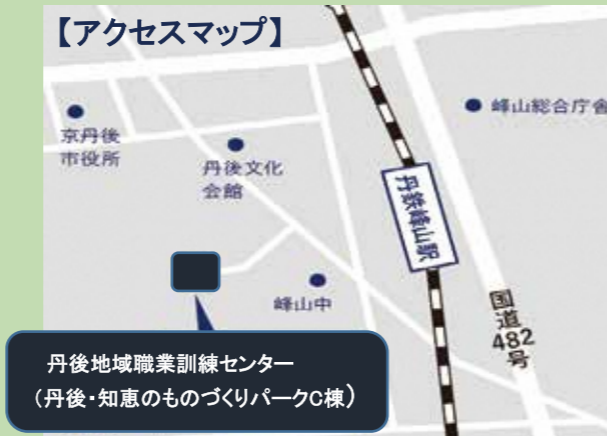 【アクセスマップ】
京丹後
市役所
丹後文化
会館
峰山総合庁舎
丹鉄峰山駅
峰山中
国道
482
号
丹後地域職業訓練センター
(丹後・知恵のものづくりパークC棟)